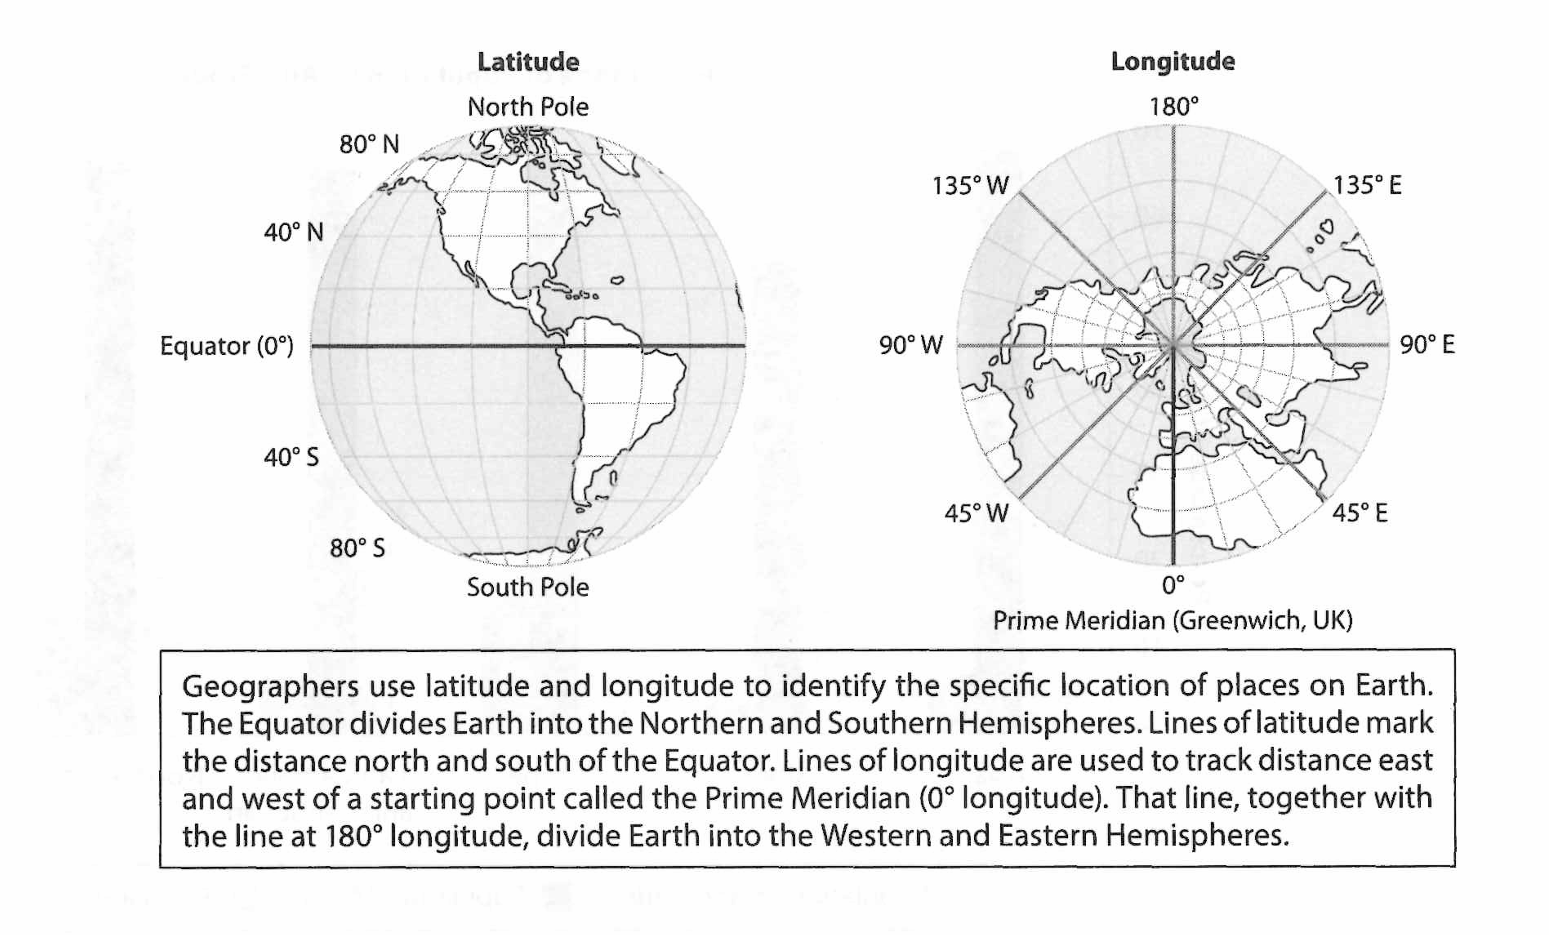 Latitude
North Pole
80° N
40° N
Equator (0°)
40° S
80° S
South Pole
Longitude
180°
135° W
135° E
90° W
90° E
45° W
45° E
0°
Prime Meridian (Greenwich, UK)
Geographers use latitude and longitude to identify the specific location of places on Earth.
The Equator divides Earth into the Northern and Southern Hemispheres. Lines of latitude mark
the distance north and south of the Equator. Lines of longitude are used to track distance east
and west of a starting point called the Prime Meridian (0° longitude). That line, together with
the line at 180° longitude, divide Earth into the Western and Eastern Hemispheres.